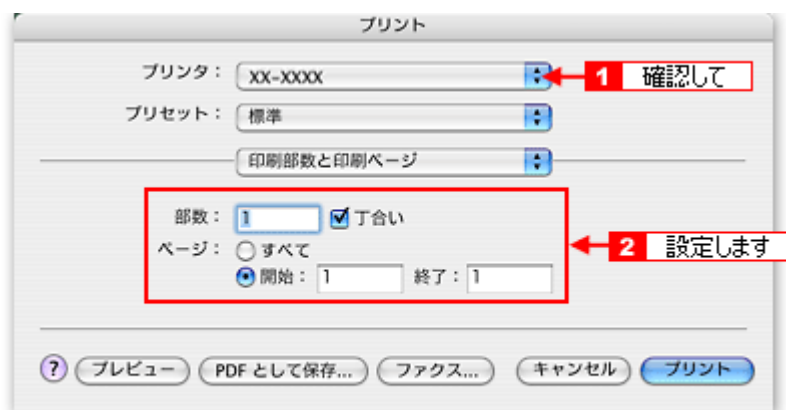 プリント
プリンタ： XX-XXXX 1 確認して
プリセット： 標準
印刷部数と印刷ページ
部数： 1 丁合い
ページ： すべて 2 設定します
開始： 1 終了： 1
? プレビュー PDF として保存... ファクス... キャンセル プリント